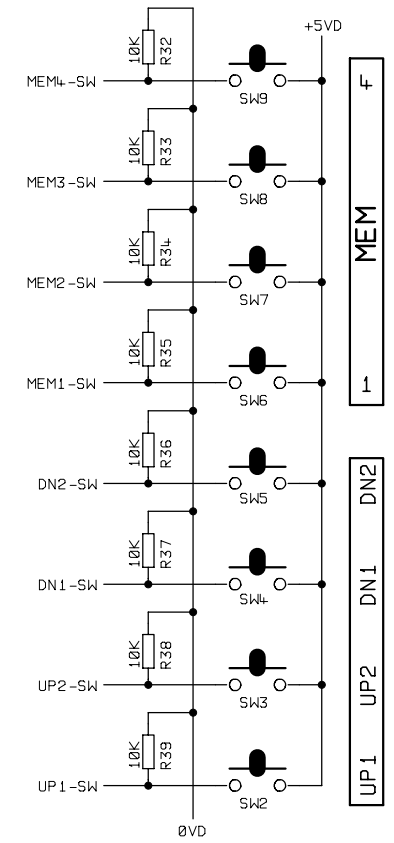 +5VD
10K R32
MEM4-SW
SW9
4
10K R33
MEM3-SW
SW8
MEM
10K R34
MEM2-SW
SW7
10K R35
MEM1-SW
SW6
1
10K R36
DN2-SW
SW5
DN2
10K R37
DN1-SW
SW4
DN1
10K R38
UP2-SW
SW3
UP2
10K R39
UP1-SW
SW2
UP1
0VD